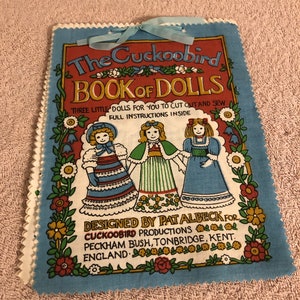 The Cuckoobird
BOOK OF DOLLS
THREE LITTLE DOLLS FOR YOU TO CUT OUT AND SEW
FULL INSTRUCTIONS INSIDE
DESIGNED BY PAT ALBECK FOR
CUCKOOBIRD PRODUCTIONS
PECKHAM BUSH, TONBRIDGE, KENT.
ENGLAND.